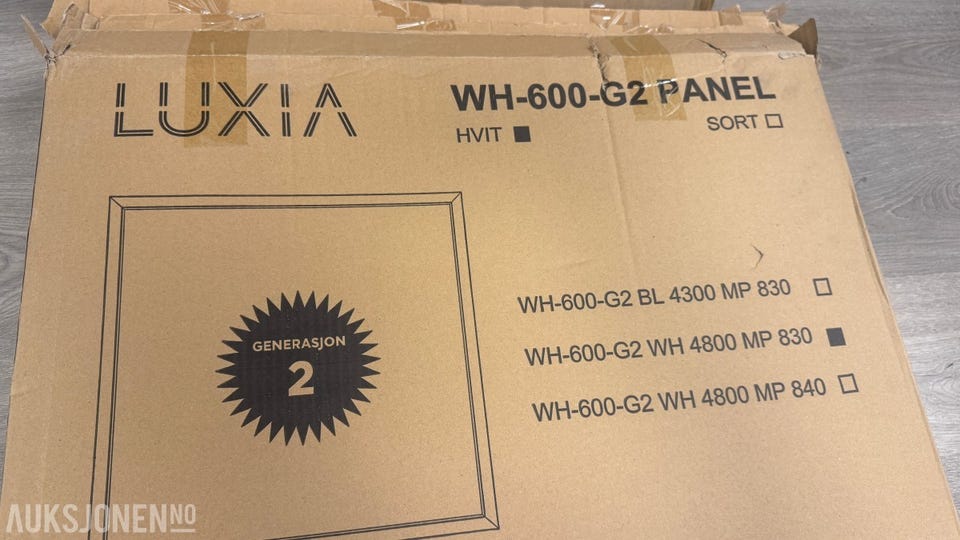 LUXIA
WH-600-G2 PANEL
HVIT
SORT
WH-600-G2 BL 4300 MP 830
WH-600-G2 WH 4800 MP 830
WH-600-G2 WH 4800 MP 840
GENERASJON
2
AUKSJONEN.NO